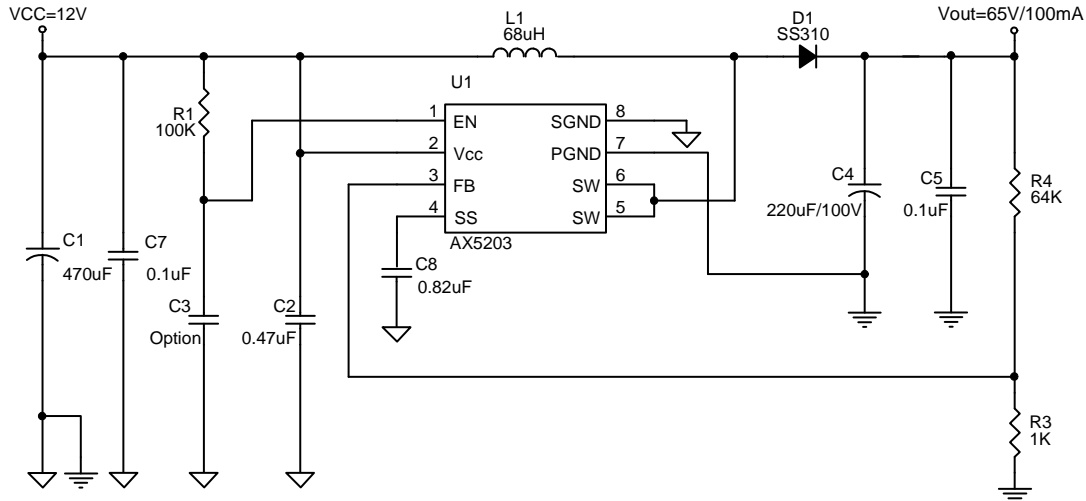 VCC=12V
L1
68uH
D1
SS310
Vout=65V/100mA
U1
R1
100K
1
EN
SGND
8
2
Vcc
PGND
7
3
FB
SW
6
4
SS
SW
5
AX5203
C4
220uF/100V
C5
0.1uF
R4
64K
C1
470uF
C7
0.1uF
C8
0.82uF
C3
Option
C2
0.47uF
R3
1K